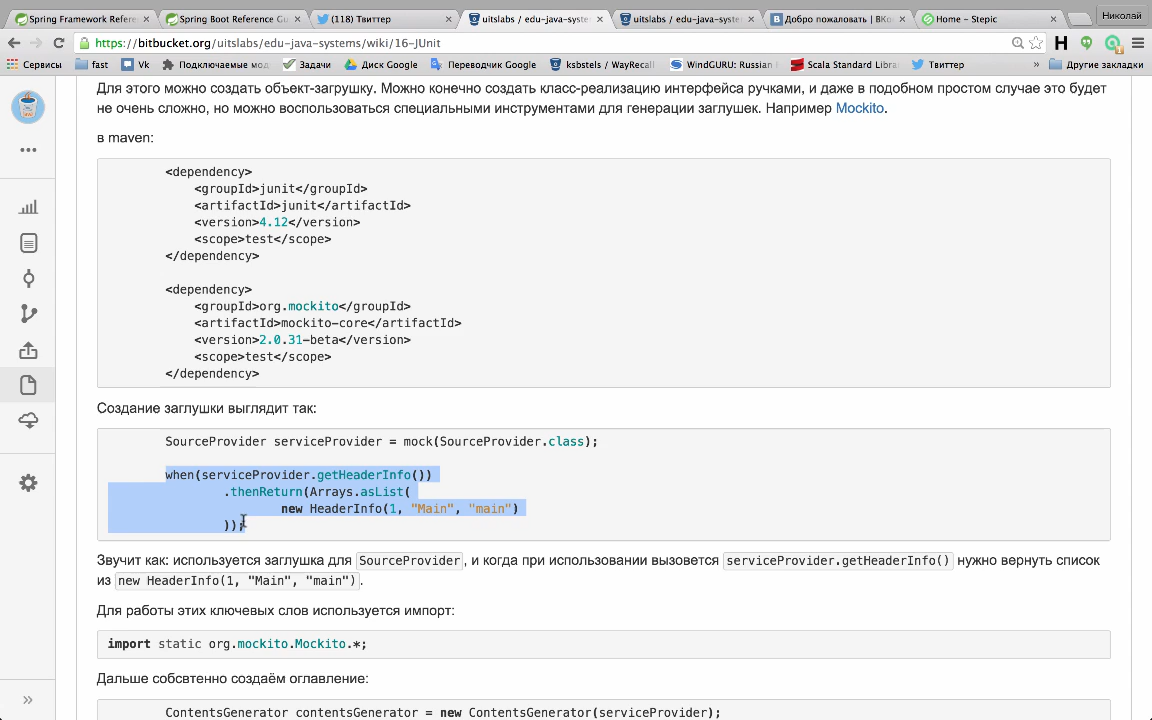 Spring Framework Refere
Spring Boot Reference Gu
(118) Твиттер
uitslabs / edu-java-syste
uitslabs / edu-java-syste
Добро пожаловать | ВКо
Home – Stepic
Николай
https://bitbucket.org/uitslabs/edu-java-systems/wiki/16-JUnit
Сервисы
fast
Vk
Подключаемые мод
Задачи
Диск Google
Переводчик Google
ksbstels / WayRecall
WindGURU: Russian
Scala Standard Libra
Твиттер
»
Другие закладки
Для этого можно создать объект-загрушку. Можно конечно создать класс-реализацию интерфейса ручками, и даже в подобном простом случае это будет
не очень сложно, но можно воспользоваться специальными инструментами для генерации заглушек. Например Mockito.
в maven:
<dependency>
<groupId>junit</groupId>
<artifactId>junit</artifactId>
<version>4.12</version>
<scope>test</scope>
</dependency>
<dependency>
<groupId>org.mockito</groupId>
<artifactId>mockito-core</artifactId>
<version>2.0.31-beta</version>
<scope>test</scope>
</dependency>
Создание заглушки выглядит так:
SourceProvider serviceProvider = mock(SourceProvider.class);
when(serviceProvider.getHeaderInfo())
.thenReturn(Arrays.asList(
new HeaderInfo(1, "Main", "main")
));
Звучит как: используется заглушка для SourceProvider, и когда при использовании вызовется serviceProvider.getHeaderInfo() нужно вернуть список
из new HeaderInfo(1, "Main", "main").
Для работы этих ключевых слов используется импорт:
import static org.mockito.Mockito.*;
Дальше собсвтенно создаём оглавление:
ContentsGenerator contentsGenerator = new ContentsGenerator(serviceProvider);
»